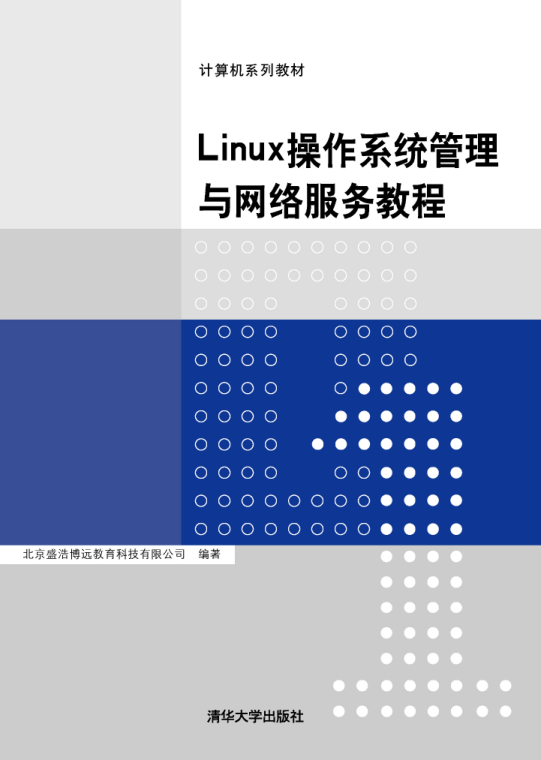 计算机系列教材
Linux操作系统管理
与网络服务教程
北京盛浩博远教育科技有限公司 编著
清华大学出版社